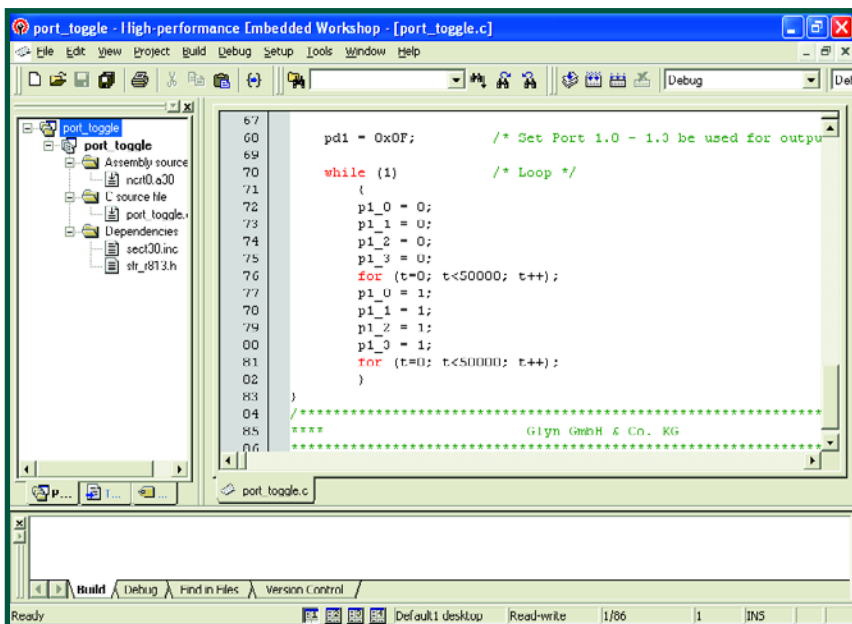 port_toggle - High-performance Embedded Workshop - [port_toggle.c]
File Edit View Project Build Debug Setup Tools Window Help
Debug
port_toggle
port_toggle
Assembly source
ncrt0.a30
C source file
port_toggle.
Dependencies
sect30.inc
sfr_r813.h
67
68 pd1 = 0x0F; /* Set Port 1.0 - 1.3 be used for outpu
69
70 while (1) /* Loop */
71 {
72 p1_0 = 0;
73 p1_1 = 0;
74 p1_2 = 0;
75 p1_3 = 0;
76 for (t=0; t<50000; t++);
77 p1_0 = 1;
78 p1_1 = 1;
79 p1_2 = 1;
80 p1_3 = 1;
81 for (t=0; t<50000; t++);
82 }
83 }
84 /***************************************************************
85 **** Glyn GmbH & Co. KG
86 ****************************************************************
P... T... ...
port_toggle.c
Build Debug Find in Files Version Control
Ready Default1 desktop Read-write 1/86 1 INS